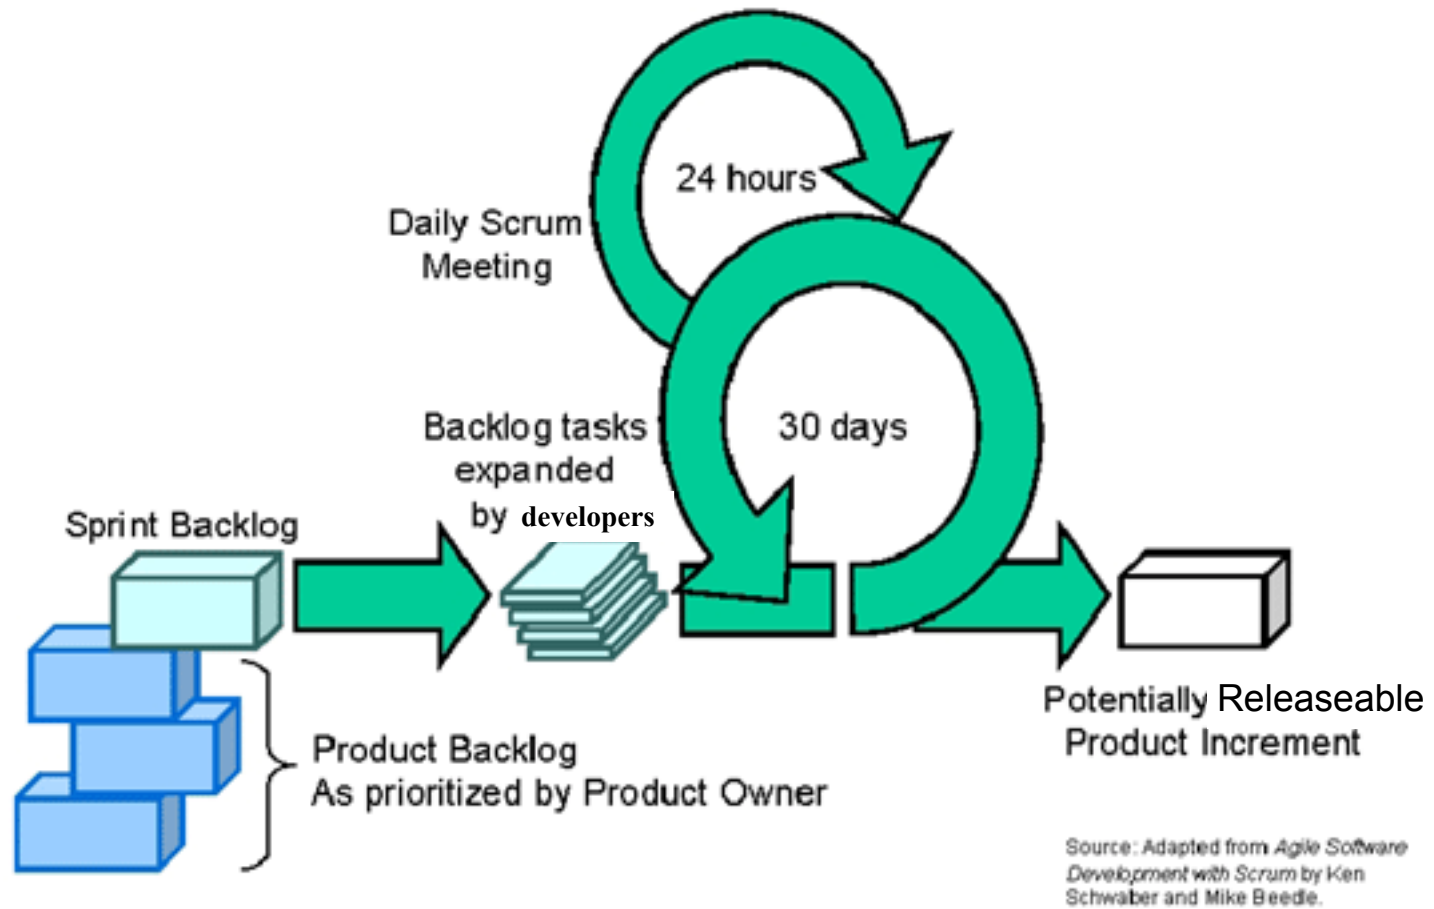 24 hours
Daily Scrum
Meeting
30 days
Backlog tasks
expanded
by developers
Sprint Backlog
Potentially Releaseable
Product Increment
Product Backlog
As prioritized by Product Owner
Source: Adapted from Agile Software
Development with Scrum by Ken
Schwaber and Mike Beedle.